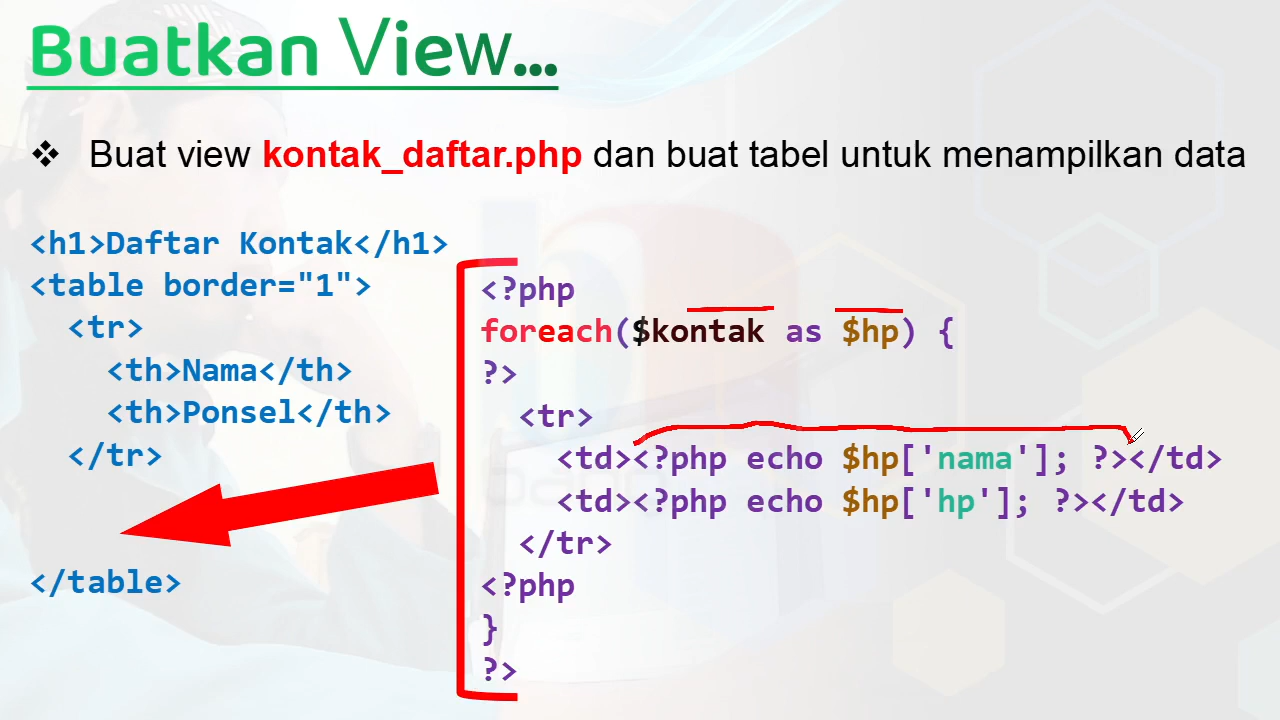 Buatkan View...
❖ Buat view kontak_daftar.php dan buat tabel untuk menampilkan data
<h1>Daftar Kontak</h1>
<table border="1">
  <tr>
    <th>Nama</th>
    <th>Ponsel</th>
  </tr>
</table>
<?php
foreach($kontak as $hp) {
?>
  <tr>
    <td><?php echo $hp['nama']; ?></td>
    <td><?php echo $hp['hp']; ?></td>
  </tr>
<?php
}
?>